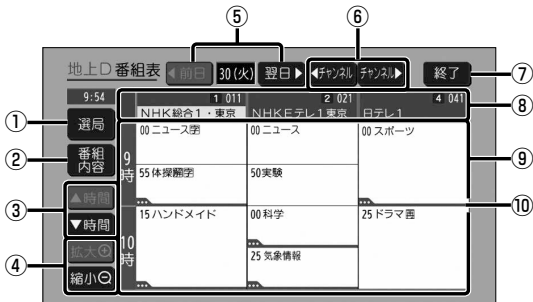 ⑤ ⑥
地上D 番組表 ◀前日 30(火) 翌日▶ ◀チャンネル チャンネル▶ 終了 ⑦
9:54 1 011 2 021 4 041 ⑧
NHK総合1・東京 NHKEテレ1東京 日テレ1
① 選局
② 番組
内容
③ ▲時間
▼時間
④ 拡大⊕
縮小⊖
9
時
00 ニュース字 00 ニュース 00 スポーツ ⑨
55 体操解字 50 実験
10
時
15 ハンドメイド 00 科学 25 ドラマ ⑩
25 気象情報